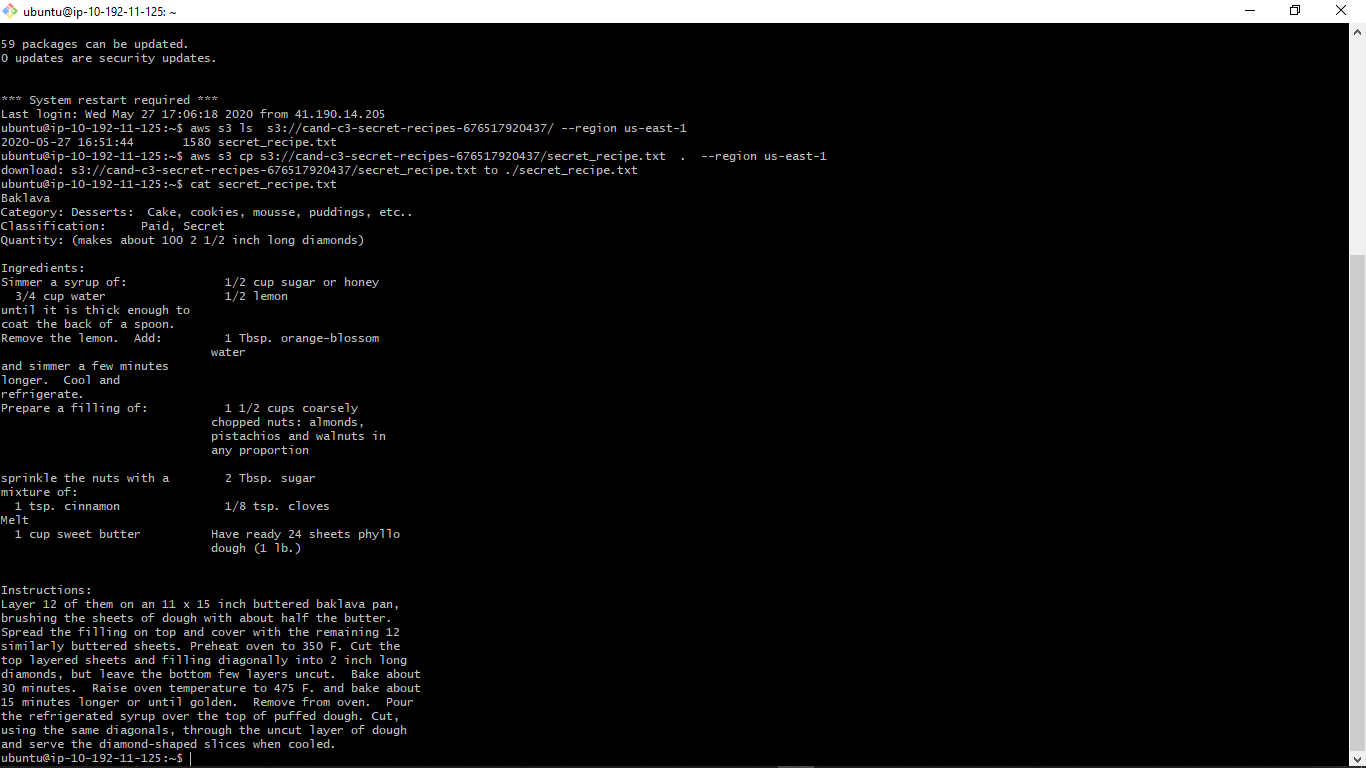 ubuntu@ip-10-192-11-125: ~
59 packages can be updated.
0 updates are security updates.
*** System restart required ***
Last login: Wed May 27 17:06:18 2020 from 41.190.14.205
ubuntu@ip-10-192-11-125:~$ aws s3 ls  s3://cand-c3-secret-recipes-676517920437/ --region us-east-1
2020-05-27 16:51:44       1580 secret_recipe.txt
ubuntu@ip-10-192-11-125:~$ aws s3 cp s3://cand-c3-secret-recipes-676517920437/secret_recipe.txt  .  --region us-east-1
download: s3://cand-c3-secret-recipes-676517920437/secret_recipe.txt to ./secret_recipe.txt
ubuntu@ip-10-192-11-125:~$ cat secret_recipe.txt
Baklava
Category: Desserts:  Cake, cookies, mousse, puddings, etc..
Classification:     Paid, Secret
Quantity: (makes about 100 2 1/2 inch long diamonds)
Ingredients:
Simmer a syrup of:              1/2 cup sugar or honey
  3/4 cup water                 1/2 lemon
until it is thick enough to
coat the back of a spoon.
Remove the lemon.  Add:         1 Tbsp. orange-blossom
                              water
and simmer a few minutes
longer.  Cool and
refrigerate.
Prepare a filling of:           1 1/2 cups coarsely
                              chopped nuts: almonds,
                              pistachios and walnuts in
                              any proportion
sprinkle the nuts with a        2 Tbsp. sugar
mixture of:
  1 tsp. cinnamon               1/8 tsp. cloves
Melt
  1 cup sweet butter          Have ready 24 sheets phyllo
                              dough (1 lb.)
Instructions:
Layer 12 of them on an 11 x 15 inch buttered baklava pan,
brushing the sheets of dough with about half the butter.
Spread the filling on top and cover with the remaining 12
similarly buttered sheets. Preheat oven to 350 F. Cut the
top layered sheets and filling diagonally into 2 inch long
diamonds, but leave the bottom few layers uncut.  Bake about
30 minutes.  Raise oven temperature to 475 F. and bake about
15 minutes longer or until golden.  Remove from oven.  Pour
the refrigerated syrup over the top of puffed dough. Cut,
using the same diagonals, through the uncut layer of dough
and serve the diamond-shaped slices when cooled.
ubuntu@ip-10-192-11-125:~$